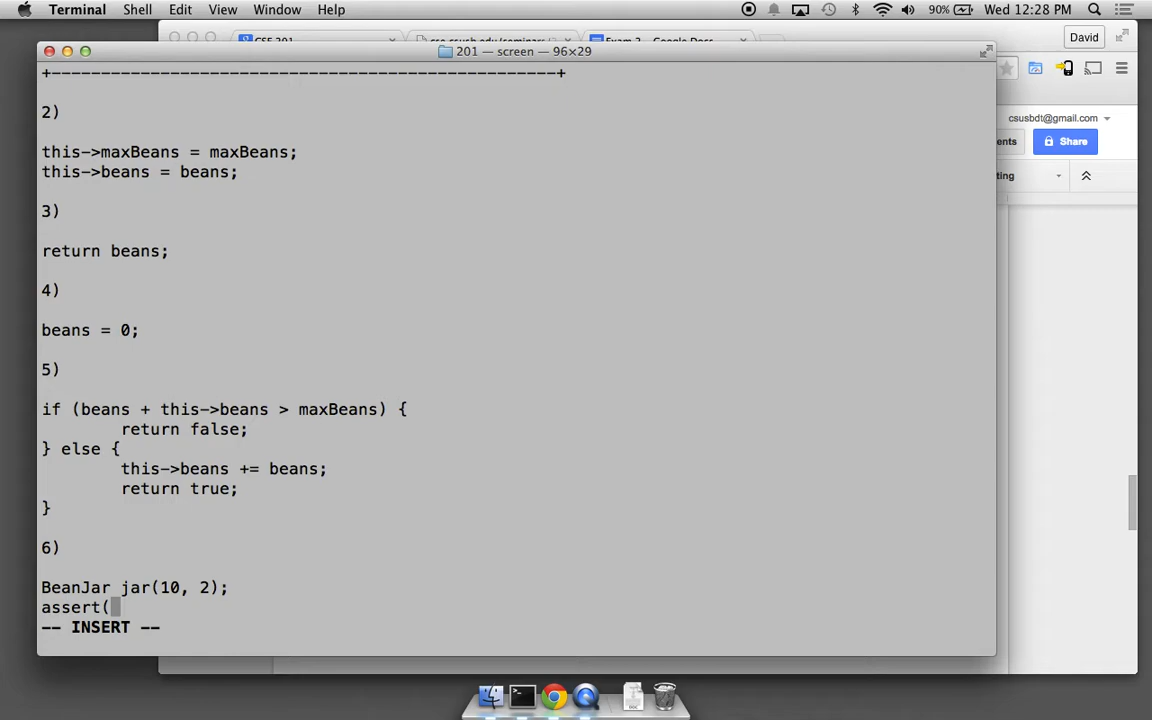 Terminal Shell Edit View Window Help 90% Wed 12:28 PM
201 — screen — 96×29
David
csusbdt@gmail.com
ents Share
ting
+---------------------------------------------------+
2)
this->maxBeans = maxBeans;
this->beans = beans;
3)
return beans;
4)
beans = 0;
5)
if (beans + this->beans > maxBeans) {
return false;
} else {
this->beans += beans;
return true;
}
6)
BeanJar jar(10, 2);
assert(
-- INSERT --